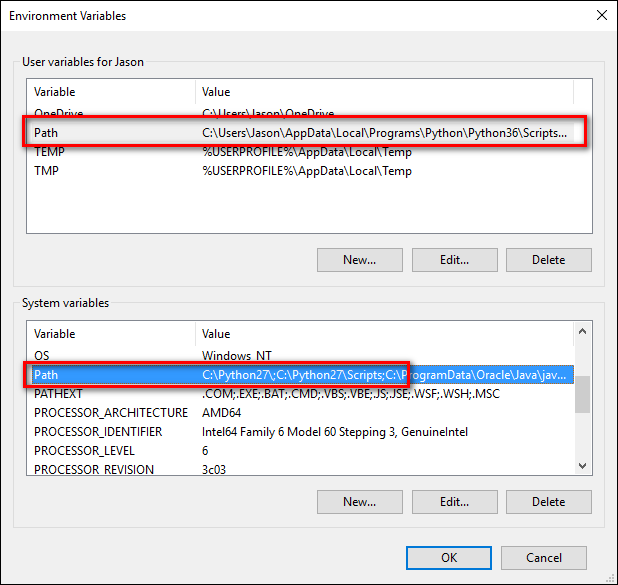 Environment Variables
User variables for Jason
Variable Value
OneDrive C:\Users\Jason\OneDrive
Path C:\Users\Jason\AppData\Local\Programs\Python\Python36\Scripts...
TEMP %USERPROFILE%\AppData\Local\Temp
TMP %USERPROFILE%\AppData\Local\Temp
New... Edit... Delete
System variables
Variable Value
OS Windows_NT
Path C:\Python27\;C:\Python27\Scripts;C:\ProgramData\Oracle\Java\jav...
PATHEXT .COM;.EXE;.BAT;.CMD;.VBS;.VBE;.JS;.JSE;.WSF;.WSH;.MSC
PROCESSOR_ARCHITECTURE AMD64
PROCESSOR_IDENTIFIER Intel64 Family 6 Model 60 Stepping 3, GenuineIntel
PROCESSOR_LEVEL 6
PROCESSOR_REVISION 3c03
New... Edit... Delete
OK Cancel